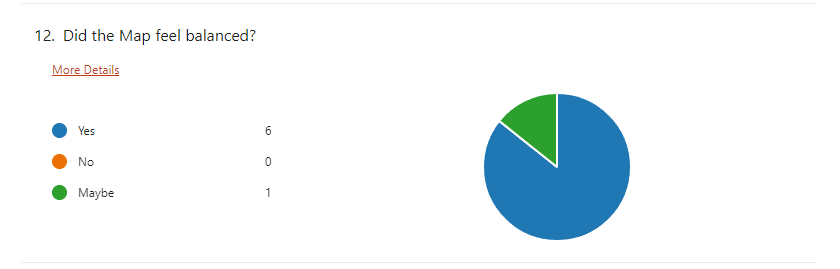 12. Did the Map feel balanced?
More Details
Yes 6
No 0
Maybe 1